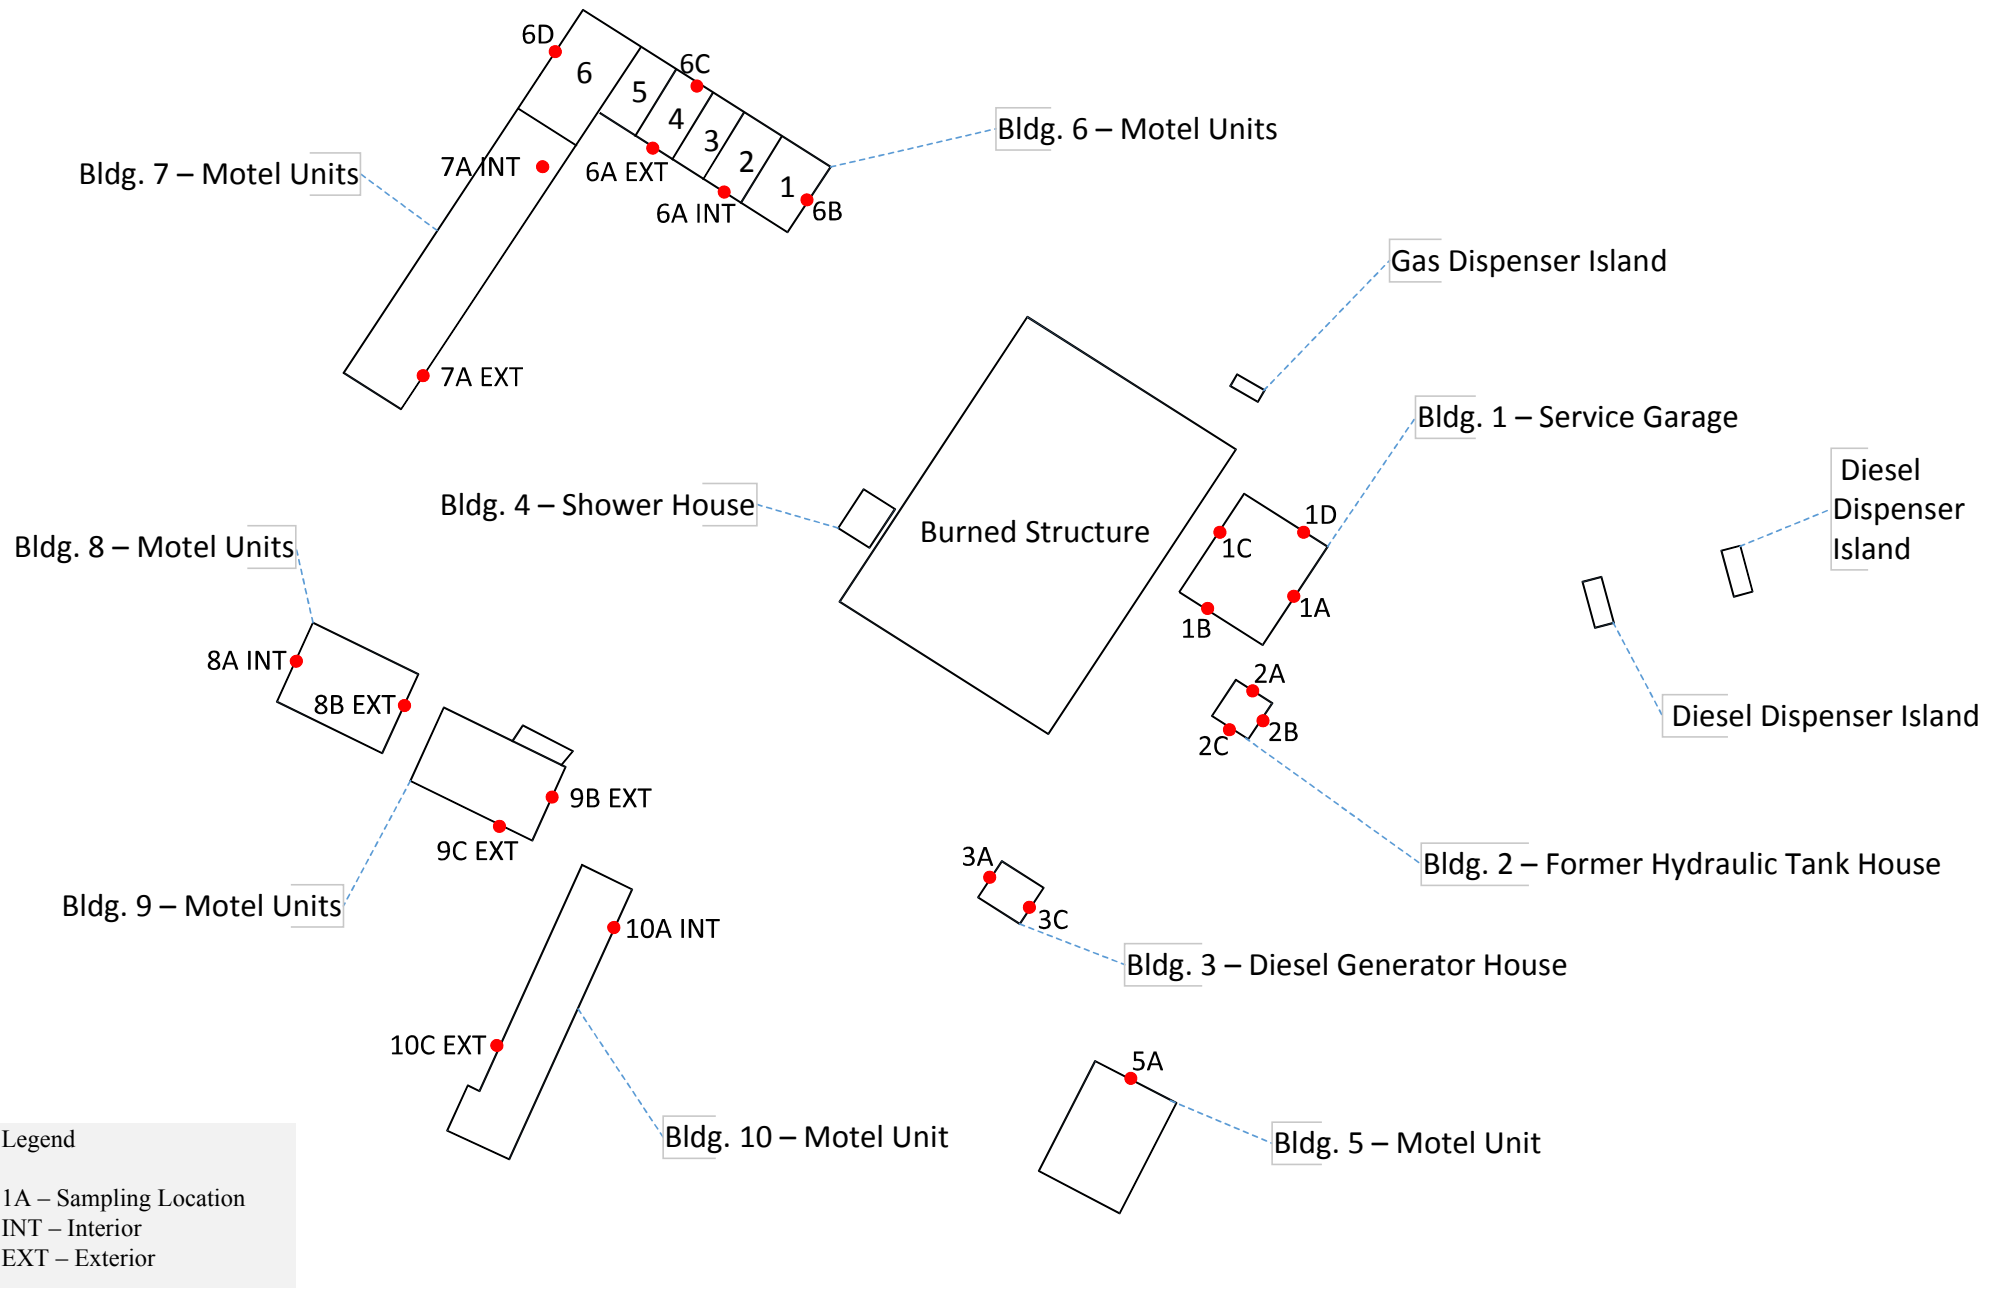 6D
6
5
6C
4
3
2
1
6B
6A EXT
6A INT
Bldg. 6 – Motel Units
7A INT
Bldg. 7 – Motel Units
7A EXT
Gas Dispenser Island
Bldg. 1 – Service Garage
Diesel
Dispenser
Island
Bldg. 4 – Shower House
Burned Structure
1D
1C
1A
1B
Bldg. 8 – Motel Units
8A INT
8B EXT
2A
2B
2C
Diesel Dispenser Island
9B EXT
9C EXT
Bldg. 9 – Motel Units
3A
3C
Bldg. 2 – Former Hydraulic Tank House
10A INT
Bldg. 3 – Diesel Generator House
10C EXT
5A
Bldg. 10 – Motel Unit
Bldg. 5 – Motel Unit
Legend
1A – Sampling Location
INT – Interior
EXT – Exterior